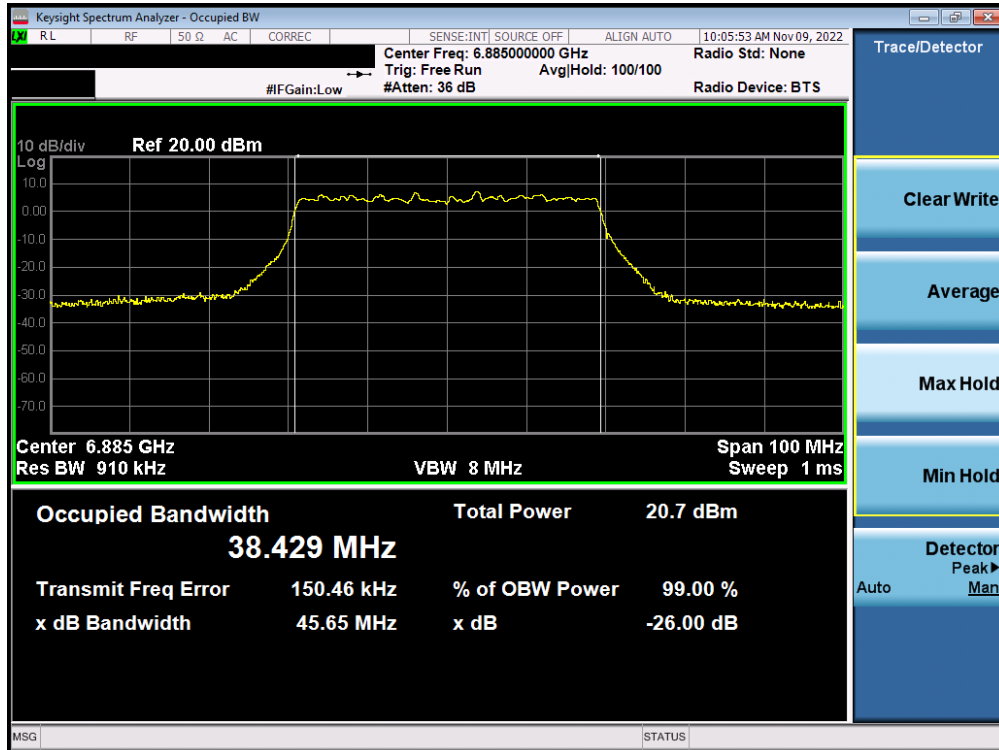 Keysight Spectrum Analyzer - Occupied BW
LXI RL RF 50 Ω AC CORREC SENSE:INT SOURCE OFF ALIGN AUTO 10:05:53 AM Nov 09, 2022
Center Freq: 6.885000000 GHz Radio Std: None
Trig: Free Run Avg|Hold: 100/100
#IFGain:Low #Atten: 36 dB Radio Device: BTS
Trace/Detector
10 dB/div Ref 20.00 dBm
Log
10.0
0.00
-10.0
-20.0
-30.0
-40.0
-50.0
-60.0
-70.0
Center 6.885 GHz Span 100 MHz
Res BW 910 kHz VBW 8 MHz Sweep 1 ms
Occupied Bandwidth Total Power 20.7 dBm
38.429 MHz
Transmit Freq Error 150.46 kHz % of OBW Power 99.00 %
x dB Bandwidth 45.65 MHz x dB -26.00 dB
Clear Write
Average
Max Hold
Min Hold
Detector
Peak▶
Auto Man
MSG STATUS